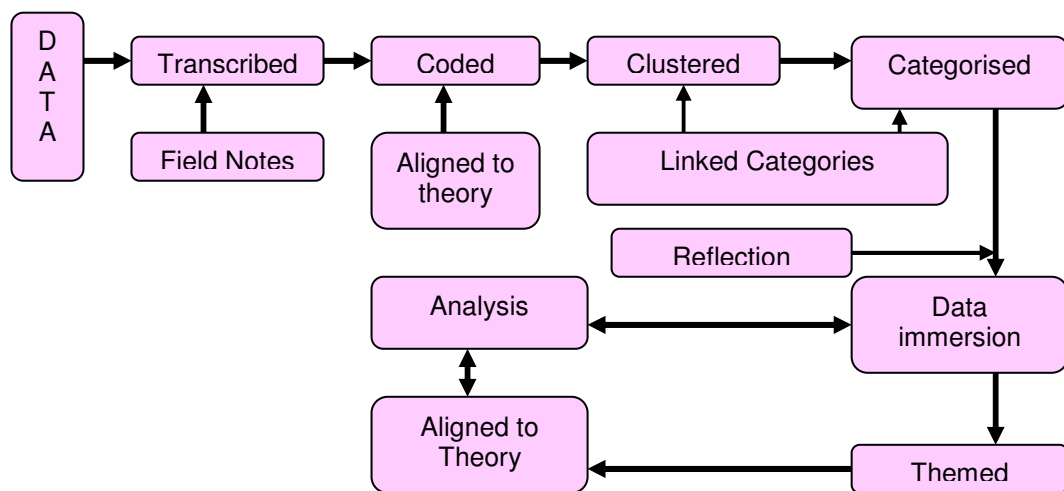 D
A
T
A
Transcribed
Coded
Clustered
Categorised
Field Notes
Aligned to
theory
Linked Categories
Reflection
Analysis
Data
immersion
Aligned to
Theory
Themed